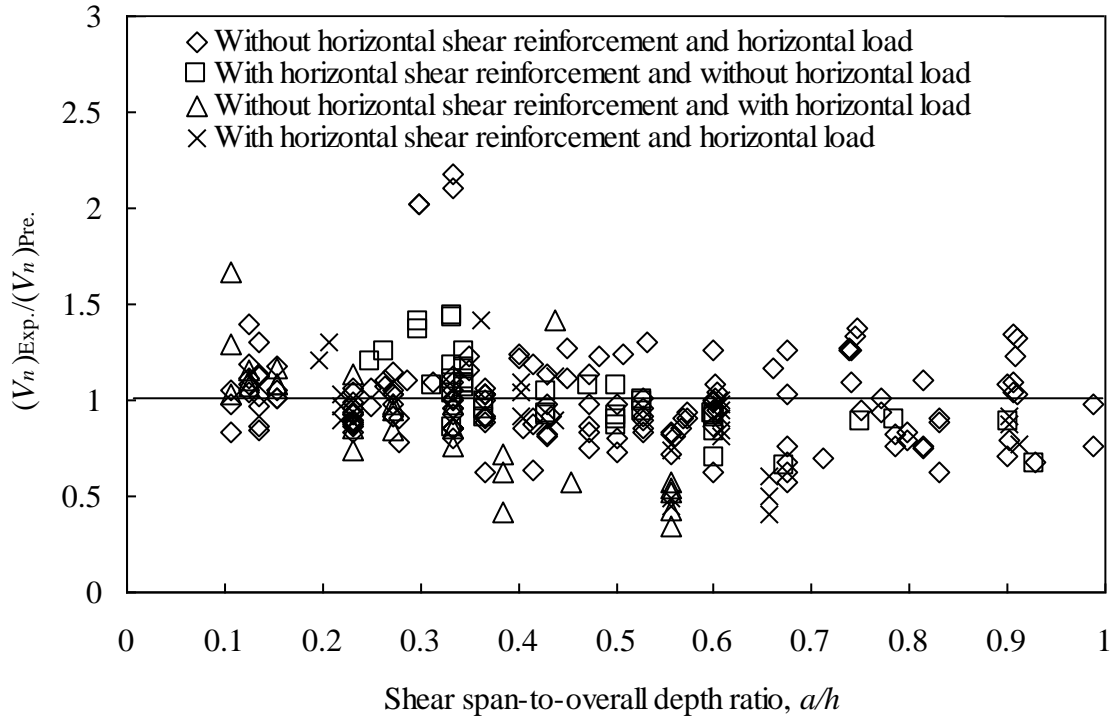 3
◇ Without horizontal shear reinforcement and horizontal load
□ With horizontal shear reinforcement and without horizontal load
2.5
△ Without horizontal shear reinforcement and with horizontal load
× With horizontal shear reinforcement and horizontal load
2
(Vn)Exp./(Vn)Pre.
1.5
1
0.5
0
0 0.1 0.2 0.3 0.4 0.5 0.6 0.7 0.8 0.9 1
Shear span-to-overall depth ratio, a/h